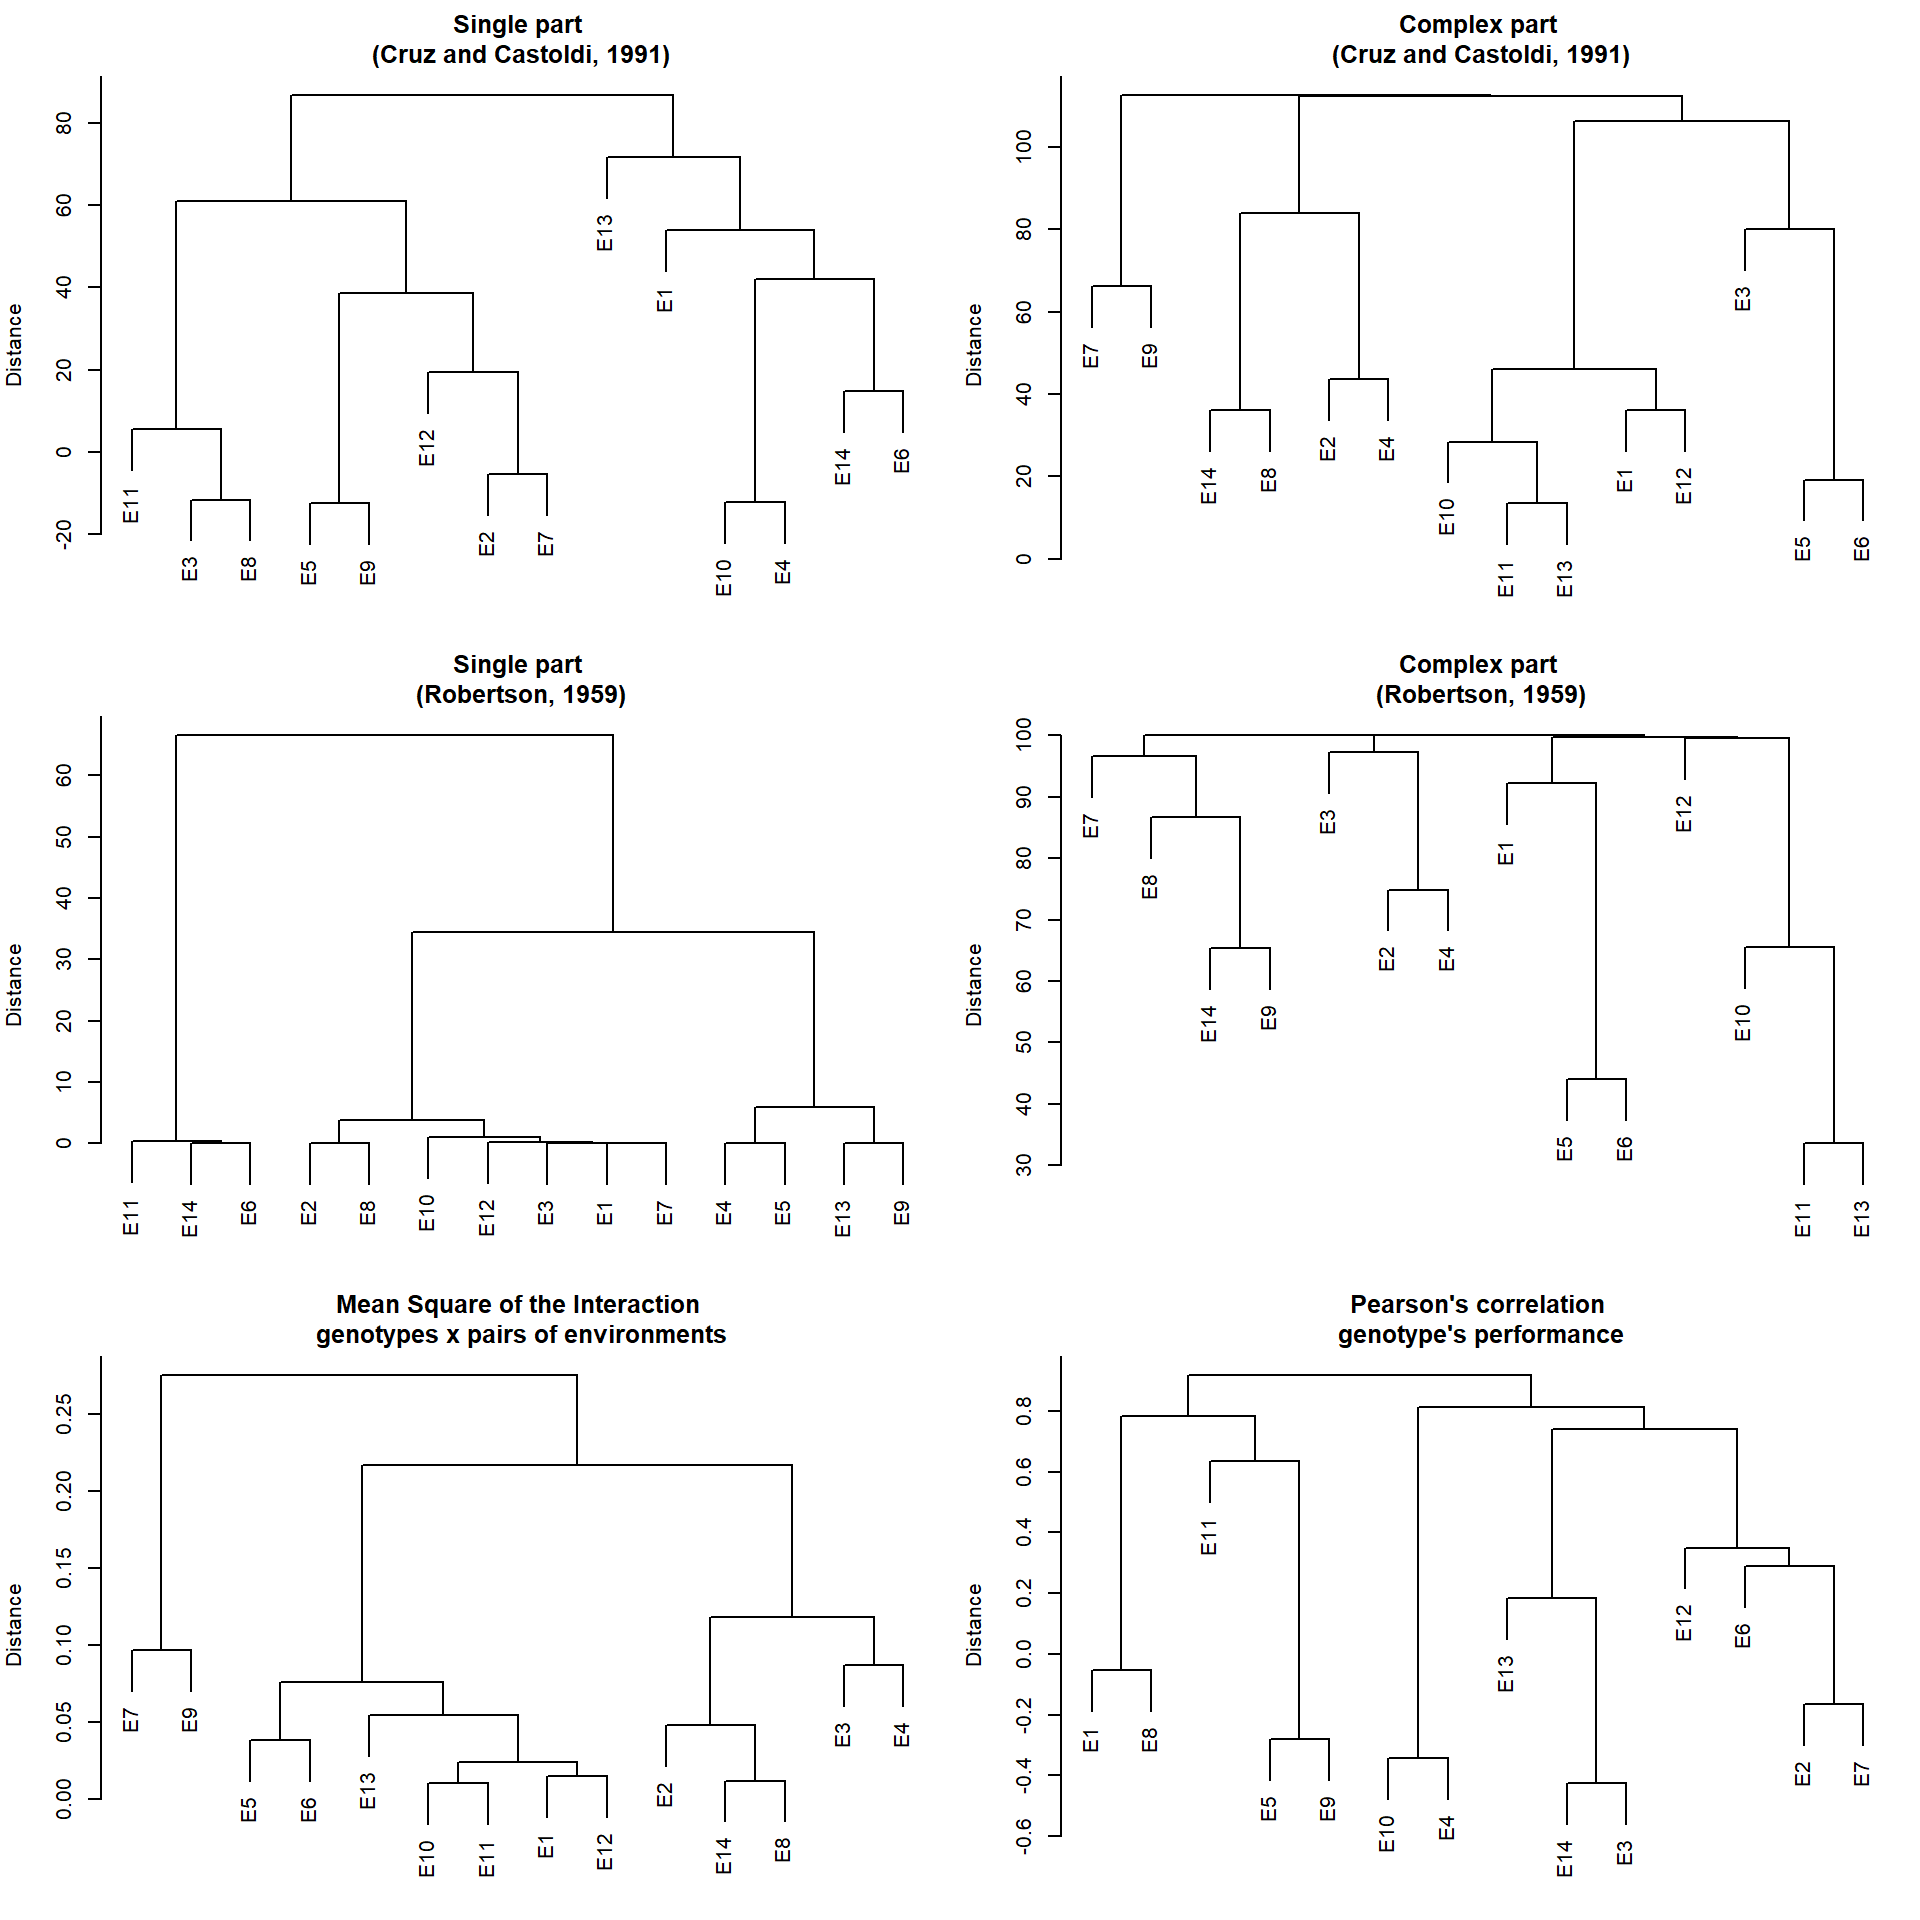 Single part
(Cruz and Castoldi, 1991)
Distance
80
60
40
20
0
-20
E11
E3
E8
E5
E9
E12
E2
E7
E13
E1
E10
E4
E14
E6
Complex part
(Cruz and Castoldi, 1991)
Distance
100
80
60
40
20
0
E7
E9
E14
E8
E2
E4
E10
E11
E13
E1
E12
E3
E5
E6
Single part
(Robertson, 1959)
Distance
60
50
40
30
20
10
0
E11
E14
E6
E2
E8
E10
E12
E3
E1
E7
E4
E5
E13
E9
Complex part
(Robertson, 1959)
Distance
100
90
80
70
60
50
40
30
E7
E8
E14
E9
E3
E2
E4
E1
E5
E6
E12
E10
E11
E13
Mean Square of the Interaction
genotypes x pairs of environments
Distance
0.25
0.20
0.15
0.10
0.05
0.00
E7
E9
E5
E6
E13
E10
E11
E1
E12
E2
E14
E8
E3
E4
Pearson's correlation
genotype's performance
Distance
0.8
0.6
0.4
0.2
0.0
-0.2
-0.4
-0.6
E1
E8
E11
E5
E9
E10
E4
E13
E14
E3
E12
E6
E2
E7